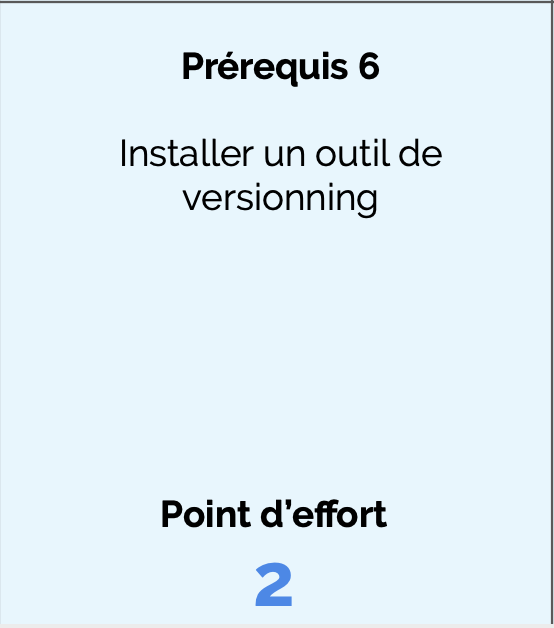 Prérequis 6
Installer un outil de
versionning
Point d’effort
2